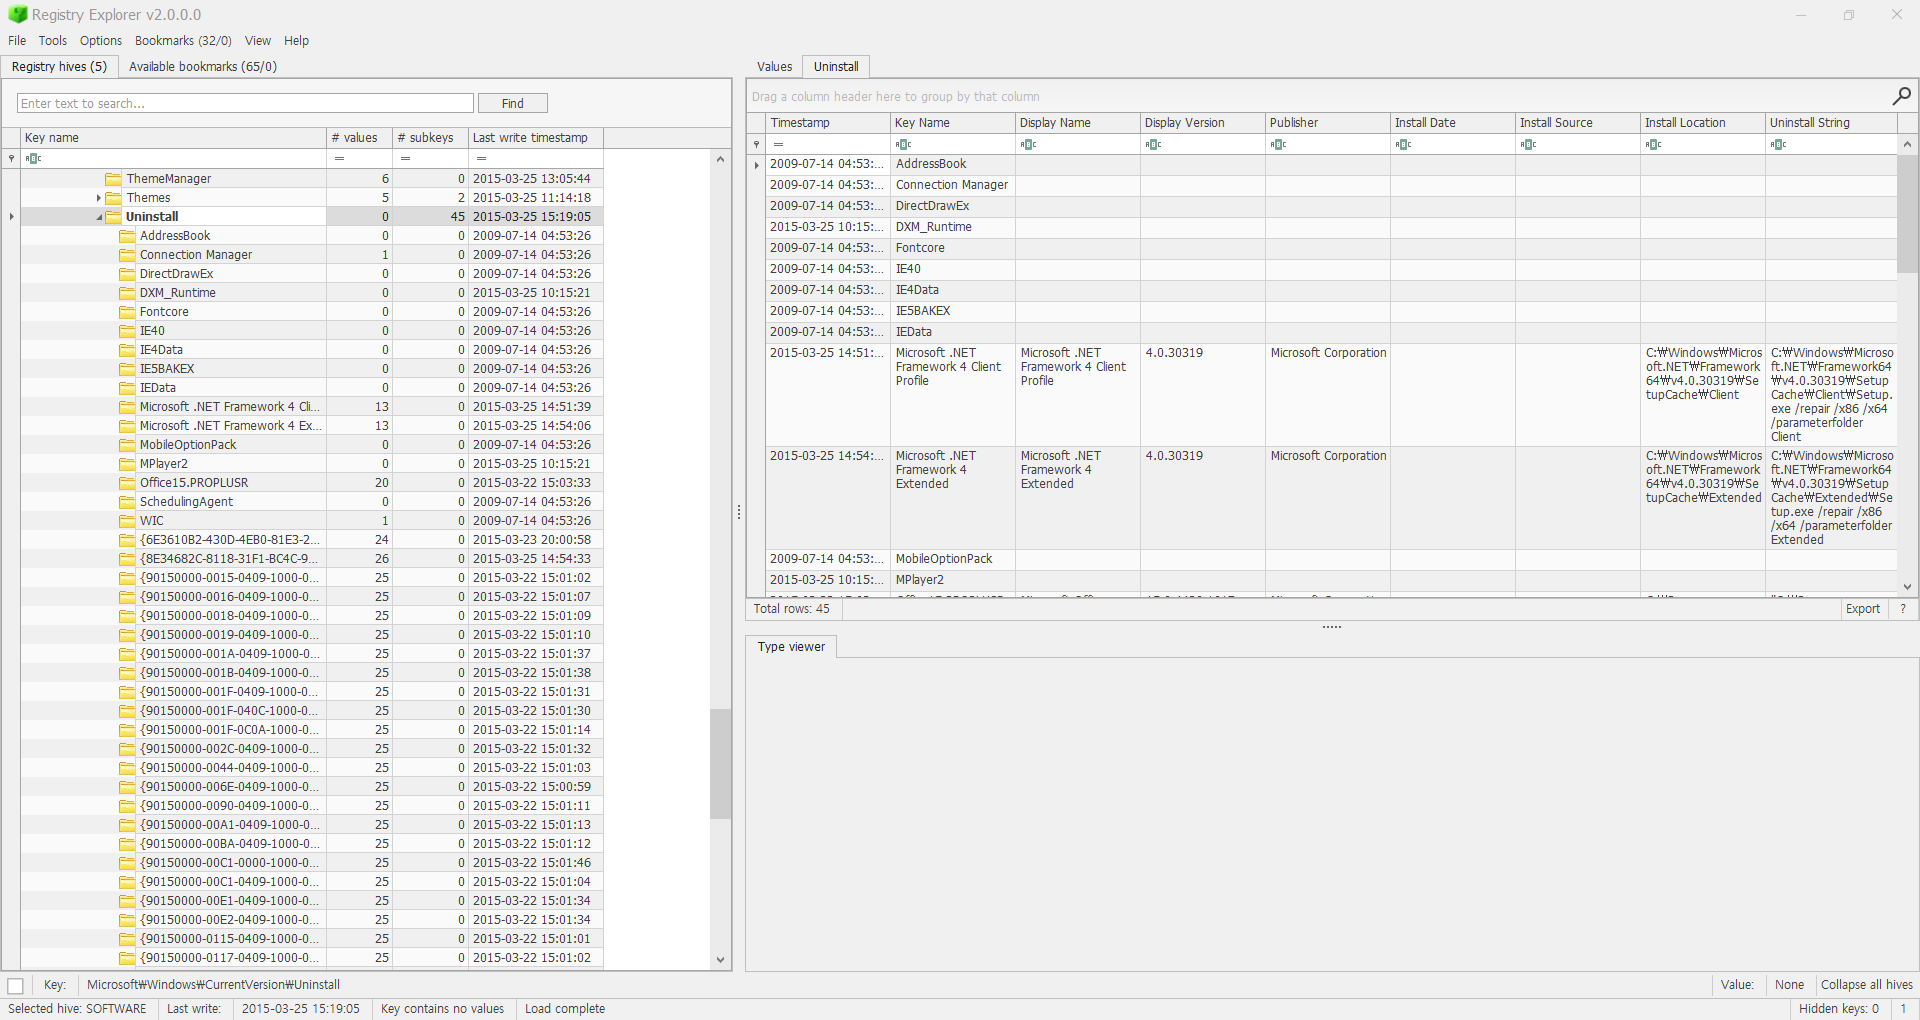 Registry Explorer v2.0.0.0
File Tools Options Bookmarks (32/0) View Help
Registry hives (5) Available bookmarks (65/0)
Enter text to search... Find
Key name # values # subkeys Last write timestamp
= = =
ThemeManager 6 0 2015-03-25 13:05:44
Themes 5 2 2015-03-25 11:14:18
Uninstall 0 45 2015-03-25 15:19:05
AddressBook 0 0 2009-07-14 04:53:26
Connection Manager 1 0 2009-07-14 04:53:26
DirectDrawEx 0 0 2009-07-14 04:53:26
DXM_Runtime 0 0 2015-03-25 10:15:21
Fontcore 0 0 2009-07-14 04:53:26
IE40 0 0 2009-07-14 04:53:26
IE4Data 0 0 2009-07-14 04:53:26
IE5BAKEX 0 0 2009-07-14 04:53:26
IEData 0 0 2009-07-14 04:53:26
Microsoft .NET Framework 4 Cli... 13 0 2015-03-25 14:51:39
Microsoft .NET Framework 4 Ex... 13 0 2015-03-25 14:54:06
MobileOptionPack 0 0 2009-07-14 04:53:26
MPlayer2 0 0 2015-03-25 10:15:21
Office15.PROPLUSR 20 0 2015-03-22 15:03:33
SchedulingAgent 0 0 2009-07-14 04:53:26
WIC 1 0 2009-07-14 04:53:26
{6E3610B2-430D-4EB0-81E3-2... 24 0 2015-03-23 20:00:58
{8E34682C-8118-31F1-BC4C-9... 26 0 2015-03-25 14:54:33
{90150000-0015-0409-1000-0... 25 0 2015-03-22 15:01:02
{90150000-0016-0409-1000-0... 25 0 2015-03-22 15:01:07
{90150000-0018-0409-1000-0... 25 0 2015-03-22 15:01:09
{90150000-0019-0409-1000-0... 25 0 2015-03-22 15:01:10
{90150000-001A-0409-1000-0... 25 0 2015-03-22 15:01:37
{90150000-001B-0409-1000-0... 25 0 2015-03-22 15:01:38
{90150000-001F-0409-1000-0... 25 0 2015-03-22 15:01:31
{90150000-001F-040C-1000-0... 25 0 2015-03-22 15:01:30
{90150000-001F-0C0A-1000-0... 25 0 2015-03-22 15:01:14
{90150000-002C-0409-1000-0... 25 0 2015-03-22 15:01:32
{90150000-0044-0409-1000-0... 25 0 2015-03-22 15:01:03
{90150000-006E-0409-1000-0... 25 0 2015-03-22 15:00:59
{90150000-0090-0409-1000-0... 25 0 2015-03-22 15:01:11
{90150000-00A1-0409-1000-0... 25 0 2015-03-22 15:01:13
{90150000-00BA-0409-1000-0... 25 0 2015-03-22 15:01:12
{90150000-00C1-0000-1000-0... 25 0 2015-03-22 15:01:46
{90150000-00C1-0409-1000-0... 25 0 2015-03-22 15:01:04
{90150000-00E1-0409-1000-0... 25 0 2015-03-22 15:01:34
{90150000-00E2-0409-1000-0... 25 0 2015-03-22 15:01:34
{90150000-0115-0409-1000-0... 25 0 2015-03-22 15:01:01
{90150000-0117-0409-1000-0... 25 0 2015-03-22 15:01:02
Values Uninstall
Drag a column header here to group by that column
Timestamp Key Name Display Name Display Version Publisher Install Date Install Source Install Location Uninstall String
=
2009-07-14 04:53:... AddressBook
2009-07-14 04:53:... Connection Manager
2009-07-14 04:53:... DirectDrawEx
2015-03-25 10:15:... DXM_Runtime
2009-07-14 04:53:... Fontcore
2009-07-14 04:53:... IE40
2009-07-14 04:53:... IE4Data
2009-07-14 04:53:... IE5BAKEX
2009-07-14 04:53:... IEData
2015-03-25 14:51:... Microsoft .NET Microsoft .NET 4.0.30319 Microsoft Corporation C:₩Windows₩Micros C:₩Windows₩Microso
Framework 4 Client Framework 4 Client oft.NET₩Framework ft.NET₩Framework64
Profile Profile 64₩v4.0.30319₩Se ₩v4.0.30319₩Setup
tupCache₩Client Cache₩Client₩Setup.
exe /repair /x86 /x64
/parameterfolder
Client
2015-03-25 14:54:... Microsoft .NET Microsoft .NET 4.0.30319 Microsoft Corporation C:₩Windows₩Micros C:₩Windows₩Microso
Framework 4 Framework 4 oft.NET₩Framework ft.NET₩Framework64
Extended Extended 64₩v4.0.30319₩Se ₩v4.0.30319₩Setup
tupCache₩Extended Cache₩Extended₩Se
tup.exe /repair /x86
/x64 /parameterfolder
Extended
2009-07-14 04:53:... MobileOptionPack
2015-03-25 10:15:... MPlayer2
Total rows: 45 Export ?
Type viewer
Key: Microsoft₩Windows₩CurrentVersion₩Uninstall Value: None Collapse all hives
Selected hive: SOFTWARE Last write: 2015-03-25 15:19:05 Key contains no values Load complete Hidden keys: 0 1